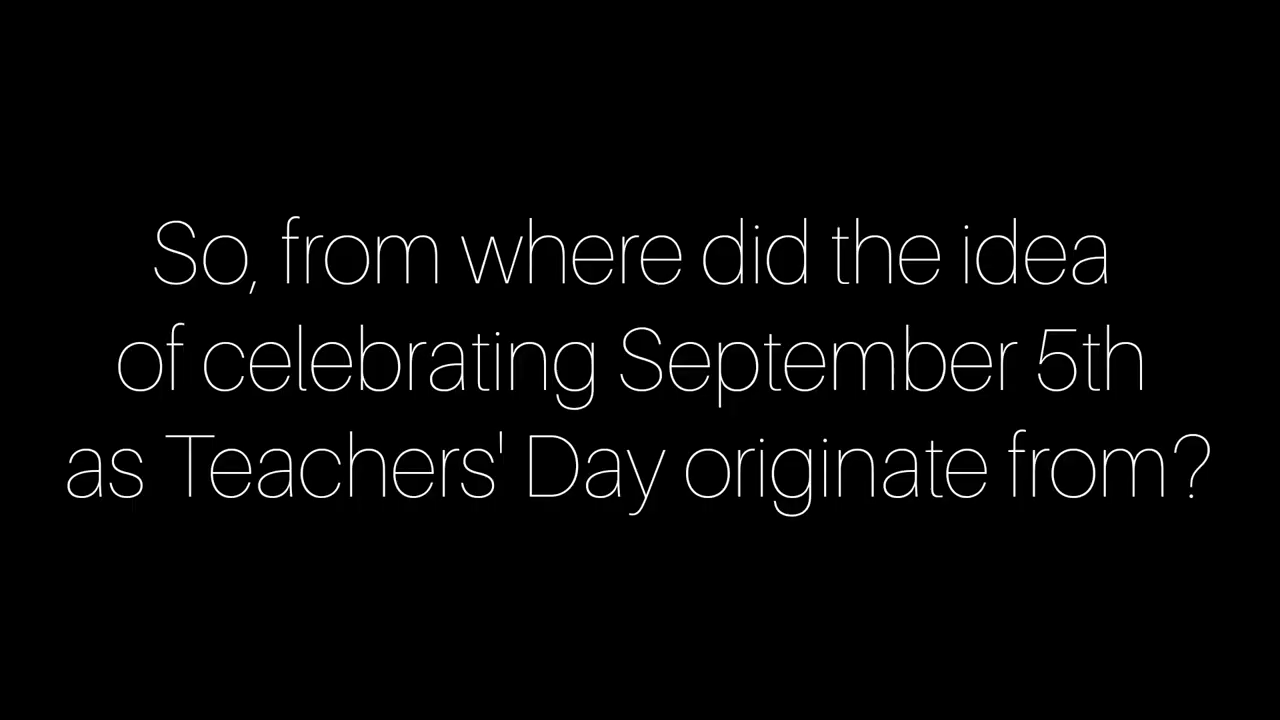 So, from where did the idea
of celebrating September 5th
as Teachers' Day originate from?